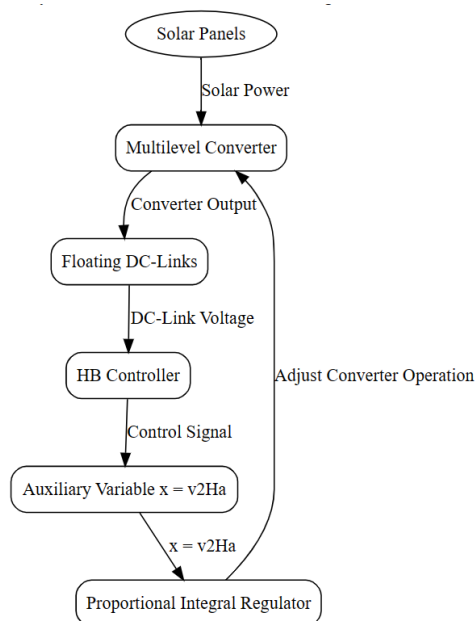 Solar Panels
Solar Power
Multilevel Converter
Converter Output
Floating DC-Links
DC-Link Voltage
HB Controller
Adjust Converter Operation
Control Signal
Auxiliary Variable x = v2Ha
x = v2Ha
Proportional Integral Regulator